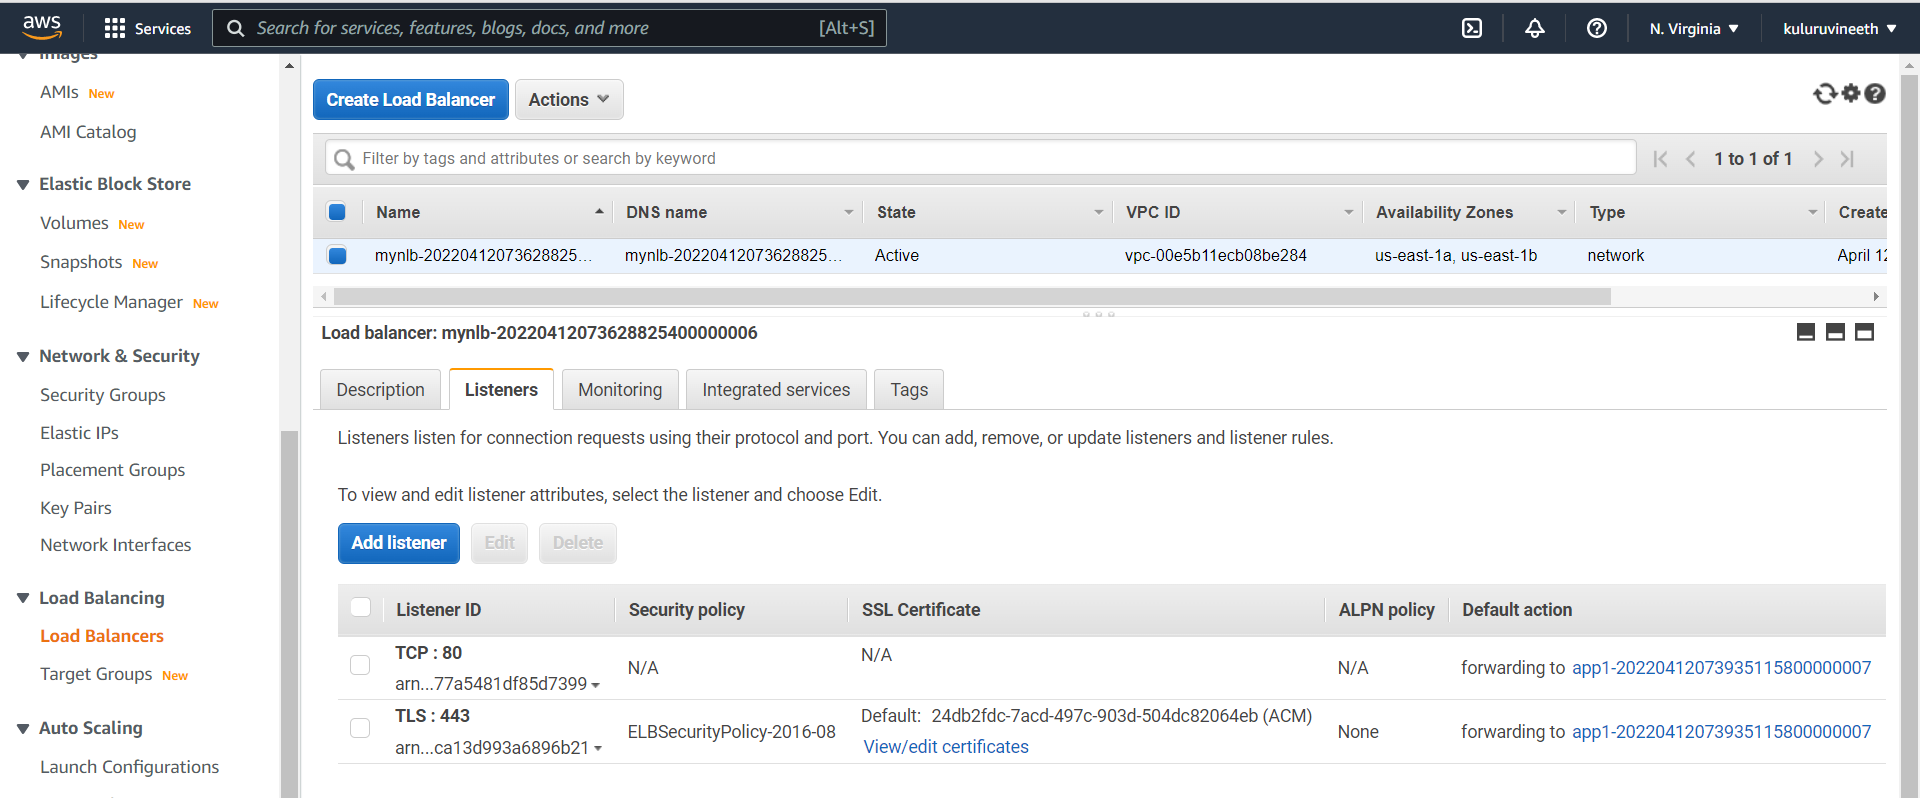 aws
Services
Search for services, features, blogs, docs, and more
[Alt+S]
N. Virginia
kuluruvineeth
Images
AMIs New
AMI Catalog
Elastic Block Store
Volumes New
Snapshots New
Lifecycle Manager New
Network & Security
Security Groups
Elastic IPs
Placement Groups
Key Pairs
Network Interfaces
Load Balancing
Load Balancers
Target Groups New
Auto Scaling
Launch Configurations
Create Load Balancer
Actions
Filter by tags and attributes or search by keyword
1 to 1 of 1
Name DNS name State VPC ID Availability Zones Type Create
mynlb-20220412073628825... mynlb-20220412073628825... Active vpc-00e5b11ecb08be284 us-east-1a, us-east-1b network April 12
Load balancer: mynlb-20220412073628825400000006
Description Listeners Monitoring Integrated services Tags
Listeners listen for connection requests using their protocol and port. You can add, remove, or update listeners and listener rules.
To view and edit listener attributes, select the listener and choose Edit.
Add listener Edit Delete
Listener ID Security policy SSL Certificate ALPN policy Default action
TCP : 80
arn...77a5481df85d7399
N/A
N/A
N/A
forwarding to app1-20220412073935115800000007
TLS : 443
arn...ca13d993a6896b21
ELBSecurityPolicy-2016-08
Default: 24db2fdc-7acd-497c-903d-504dc82064eb (ACM)
View/edit certificates
None
forwarding to app1-20220412073935115800000007